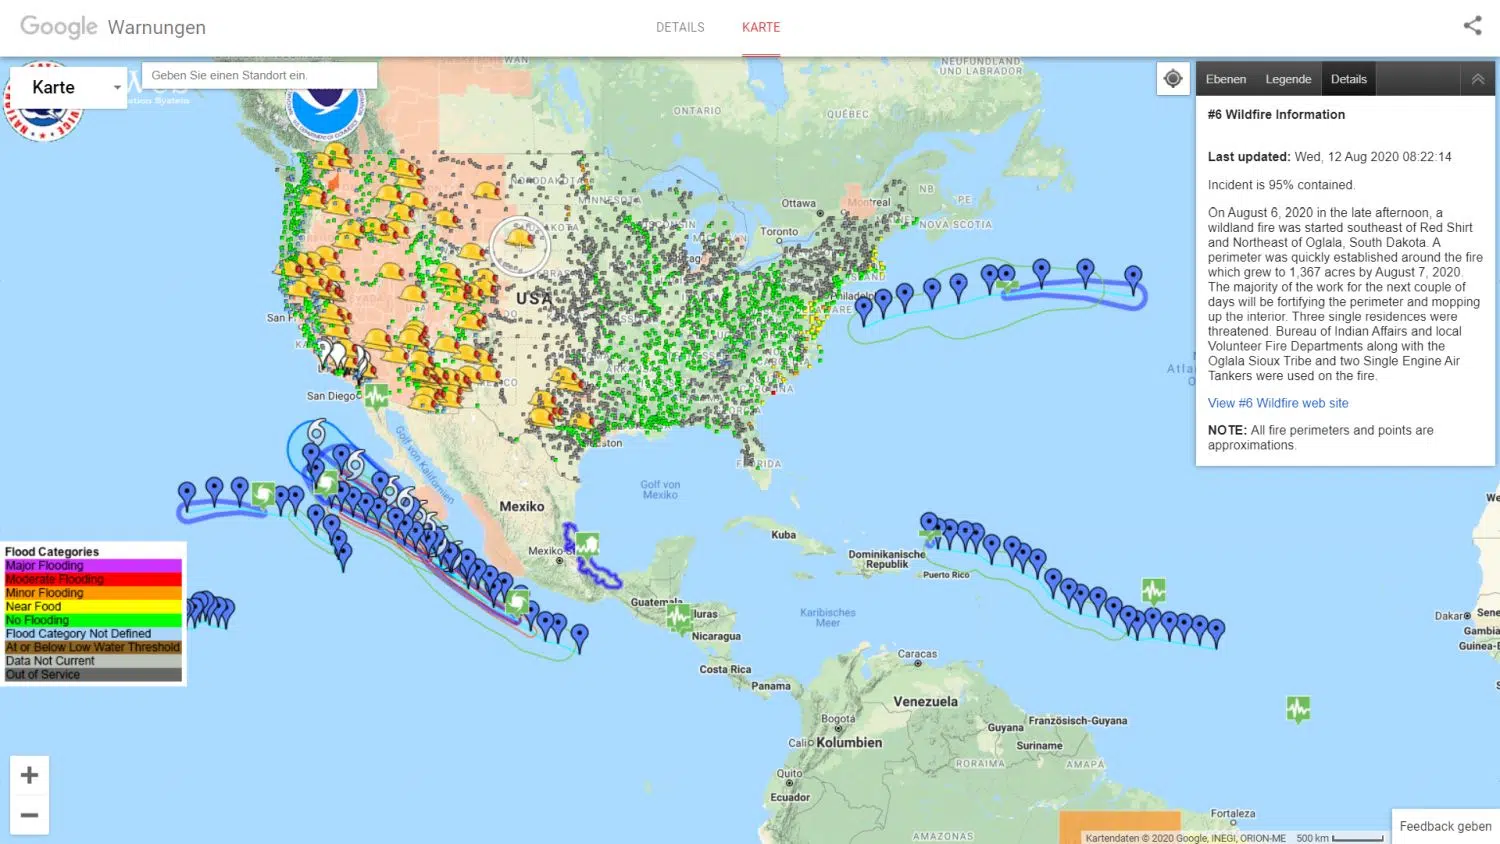 Google Warnungen
DETAILS
KARTE
Karte
Geben Sie einen Standort ein.
Ebenen
Legende
Details
#6 Wildfire Information
Last updated: Wed, 12 Aug 2020 08:22:14
Incident is 95% contained.
On August 6, 2020 in the late afternoon, a
wildland fire was started southeast of Red Shirt
and Northeast of Oglala, South Dakota. A
perimeter was quickly established around the fire
which grew to 1,367 acres by August 7, 2020.
The majority of the work for the next couple of
days will be fortifying the perimeter and mopping
up the interior. Three single residences were
threatened. Bureau of Indian Affairs and local
Volunteer Fire Departments along with the
Oglala Sioux Tribe and two Single Engine Air
Tankers were used on the fire.
View #6 Wildfire web site
NOTE: All fire perimeters and points are
approximations.
NEUFUNDLAND
UND LABRADOR
ONTARIO
QUÉBEC
NB
PE
NOVA SCOTIA
Ottawa
Montreal
Toronto
MINNESOTA
USA
San Diego
FLORIDA
Golf von Kalifornien
Golf von
Mexiko
Mexiko
Kuba
Dominikanische
Republik
Puerto Rico
Guatemala
Nicaragua
Karibisches
Meer
Costa Rica
Panama
Caracas
Venezuela
Bogotá
Cali
Kolumbien
Guyana
Französisch-Guyana
Suriname
RORAIMA
AMAPÁ
Quito
Ecuador
AMAZONAS
Fortaleza
Dakar
Flood Categories
Major Flooding
Moderate Flooding
Minor Flooding
Near Food
No Flooding
Flood Category Not Defined
At or Below Low Water Threshold
Data Not Current
Out of Service
+
−
Kartendaten © 2020 Google, INEGI, ORION-ME
500 km
Feedback geben